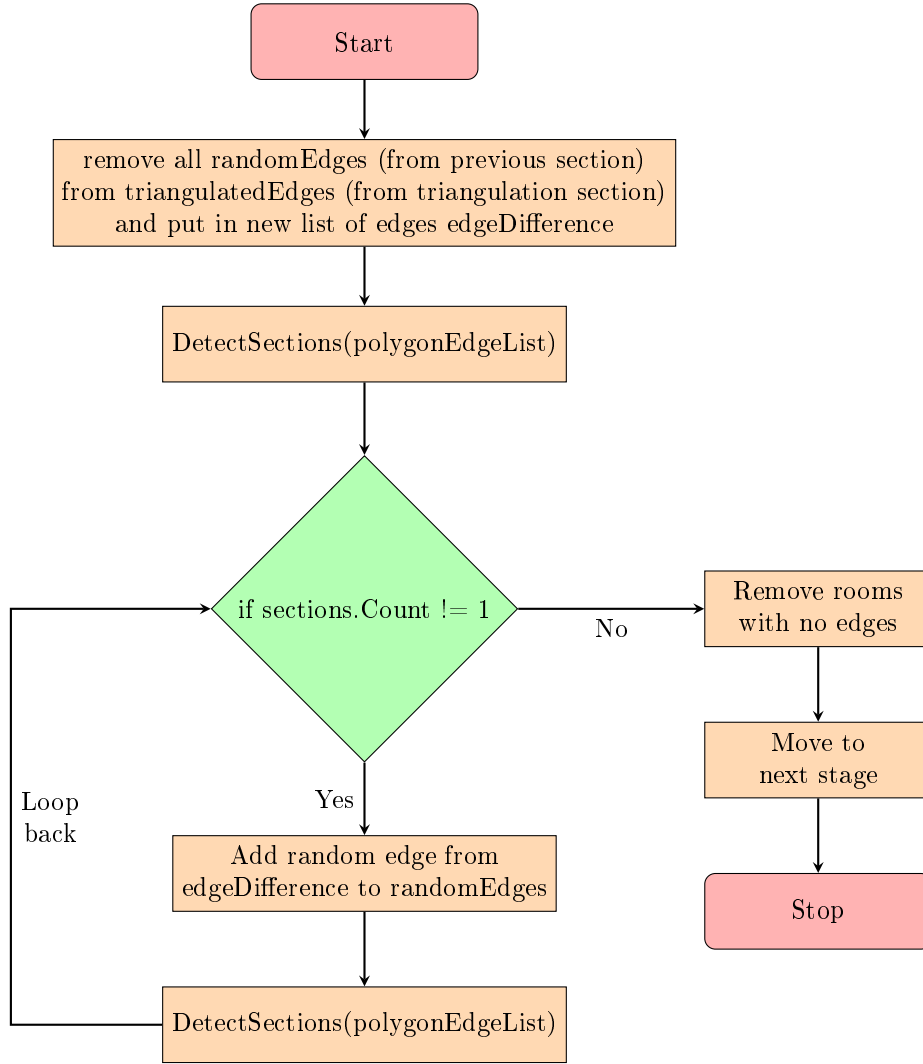 Start
remove all randomEdges (from previous section)
from triangulatedEdges (from triangulation section)
and put in new list of edges edgeDifference
DetectSections(polygonEdgeList)
if sections.Count != 1
No
Remove rooms
with no edges
Move to
next stage
Stop
Yes
Loop
back
Add random edge from
edgeDifference to randomEdges
DetectSections(polygonEdgeList)